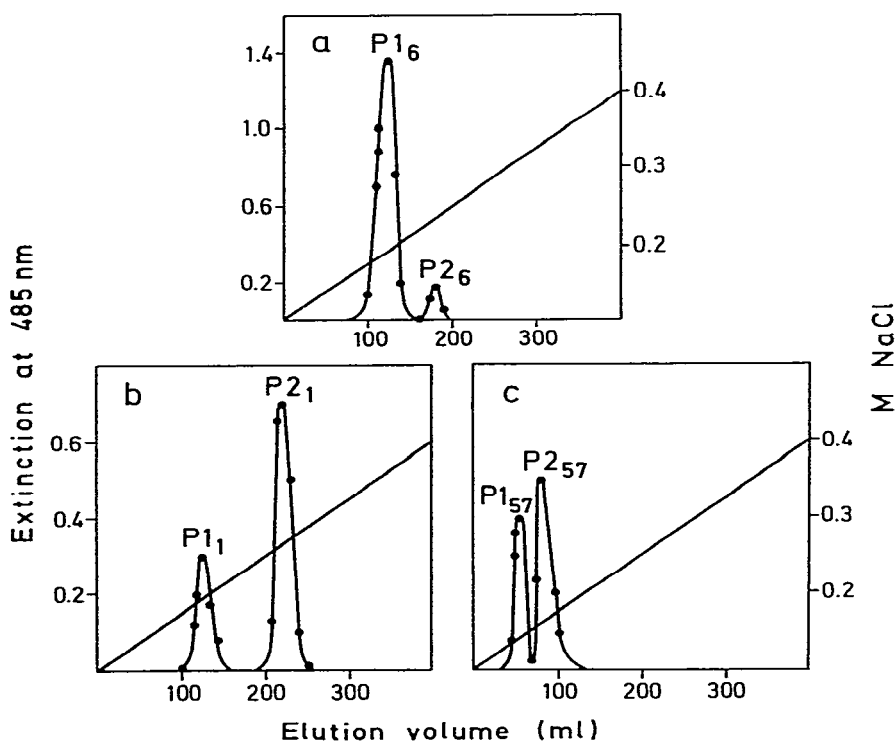 a
P1₆
P2₆
1.4
1.0
0.6
0.2
0.4
0.3
0.2
100
200
300
b
P1₁
P2₁
0.6
0.4
0.2
100
200
300
c
P1₅₇
P2₅₇
0.4
0.3
0.2
100
300
Extinction at 485 nm
M NaCl
Elution volume (ml)